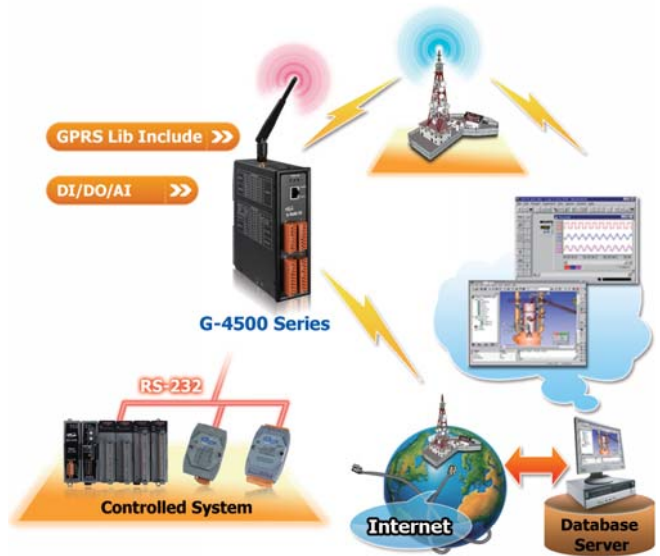 GPRS Lib Include
DI/DO/AI
G-4500 Series
RS-232
Controlled System
Internet
Database
Server